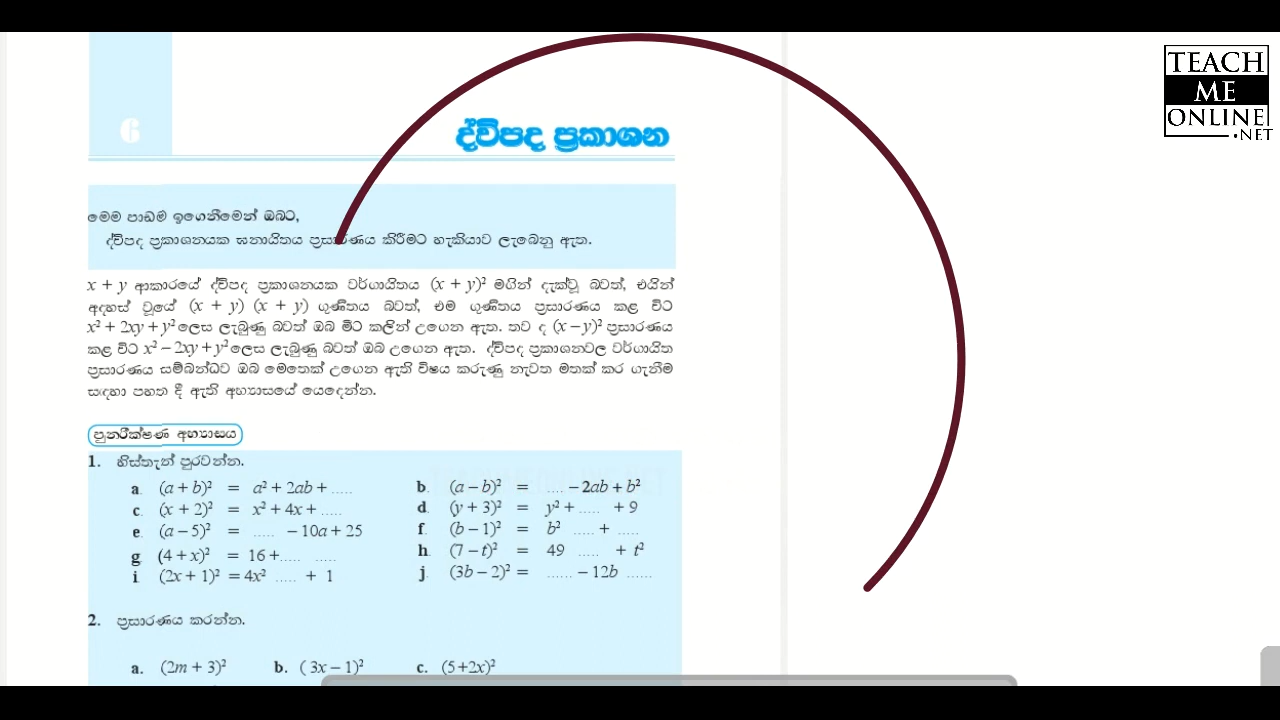 TEACH
ME
ONLINE
.NET
6
ද්විපද ප්‍රකාශන
මෙම පාඩම ඉගෙනීමෙන් ඔබට,
ද්විපද ප්‍රකාශනයක ඝනායිතය ප්‍රසාරණය කිරීමට හැකියාව ලැබෙනු ඇත.
x + y ආකාරයේ ද්විපද ප්‍රකාශනයක වර්ගායිතය (x + y)² මගින් දැක්වූ බවත්, එයින්
අදහස් වූයේ (x + y) (x + y) ගුණිතය බවත්, එම ගුණිතය ප්‍රසාරණය කළ විට
x² + 2xy + y² ලෙස ලැබුණු බවත් ඔබ මීට කලින් උගෙන ඇත. තව ද (x – y)² ප්‍රසාරණය
කළ විට x² – 2xy + y² ලෙස ලැබුණු බවත් ඔබ උගෙන ඇත. ද්විපද ප්‍රකාශනවල වර්ගායිත
ප්‍රසාරණය සම්බන්ධව ඔබ මෙතෙක් උගෙන ඇති විෂය කරුණු නැවත මතක් කර ගැනීම
සඳහා පහත දී ඇති අභ්‍යාසයේ යෙදෙන්න.
පුනරීක්ෂණ අභ්‍යාසය
1. හිස්තැන් පුරවන්න.
a. (a + b)² = a² + 2ab + ..... b. (a – b)² = .... – 2ab + b²
c. (x + 2)² = x² + 4x + ..... d. (y + 3)² = y² + ..... + 9
e. (a – 5)² = ..... – 10a + 25 f. (b – 1)² = b² ..... + .....
g. (4 + x)² = 16 + ..... ..... h. (7 – t)² = 49 ..... + t²
i. (2x + 1)² = 4x² ..... + 1 j. (3b – 2)² = ...... – 12b ......
2. ප්‍රසාරණය කරන්න.
a. (2m + 3)² b. ( 3x – 1)² c. (5+2x)²